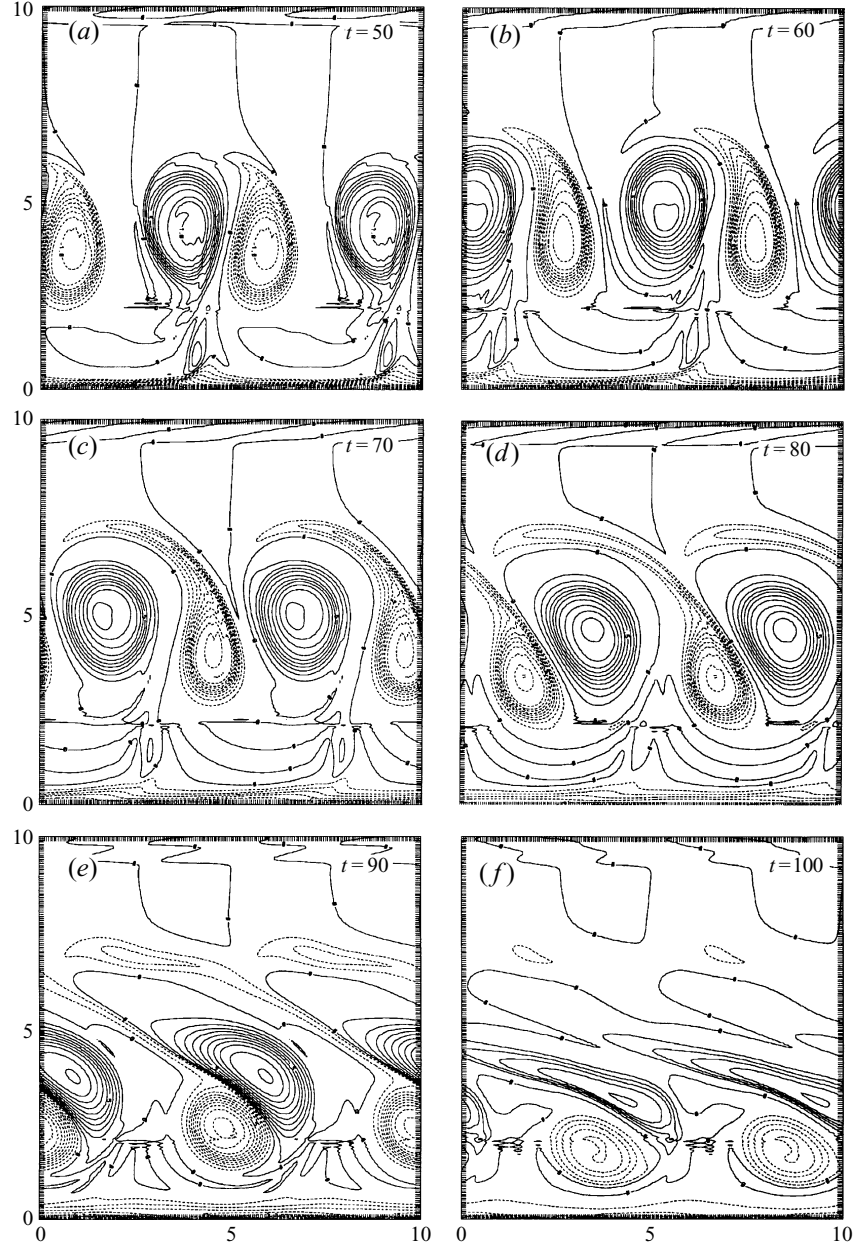 10
(a)
t = 50
(b)
t = 60
5
0
10
(c)
t = 70
(d)
t = 80
5
0
10
(e)
t = 90
(f)
t = 100
5
0
0 5 10 0 5 10